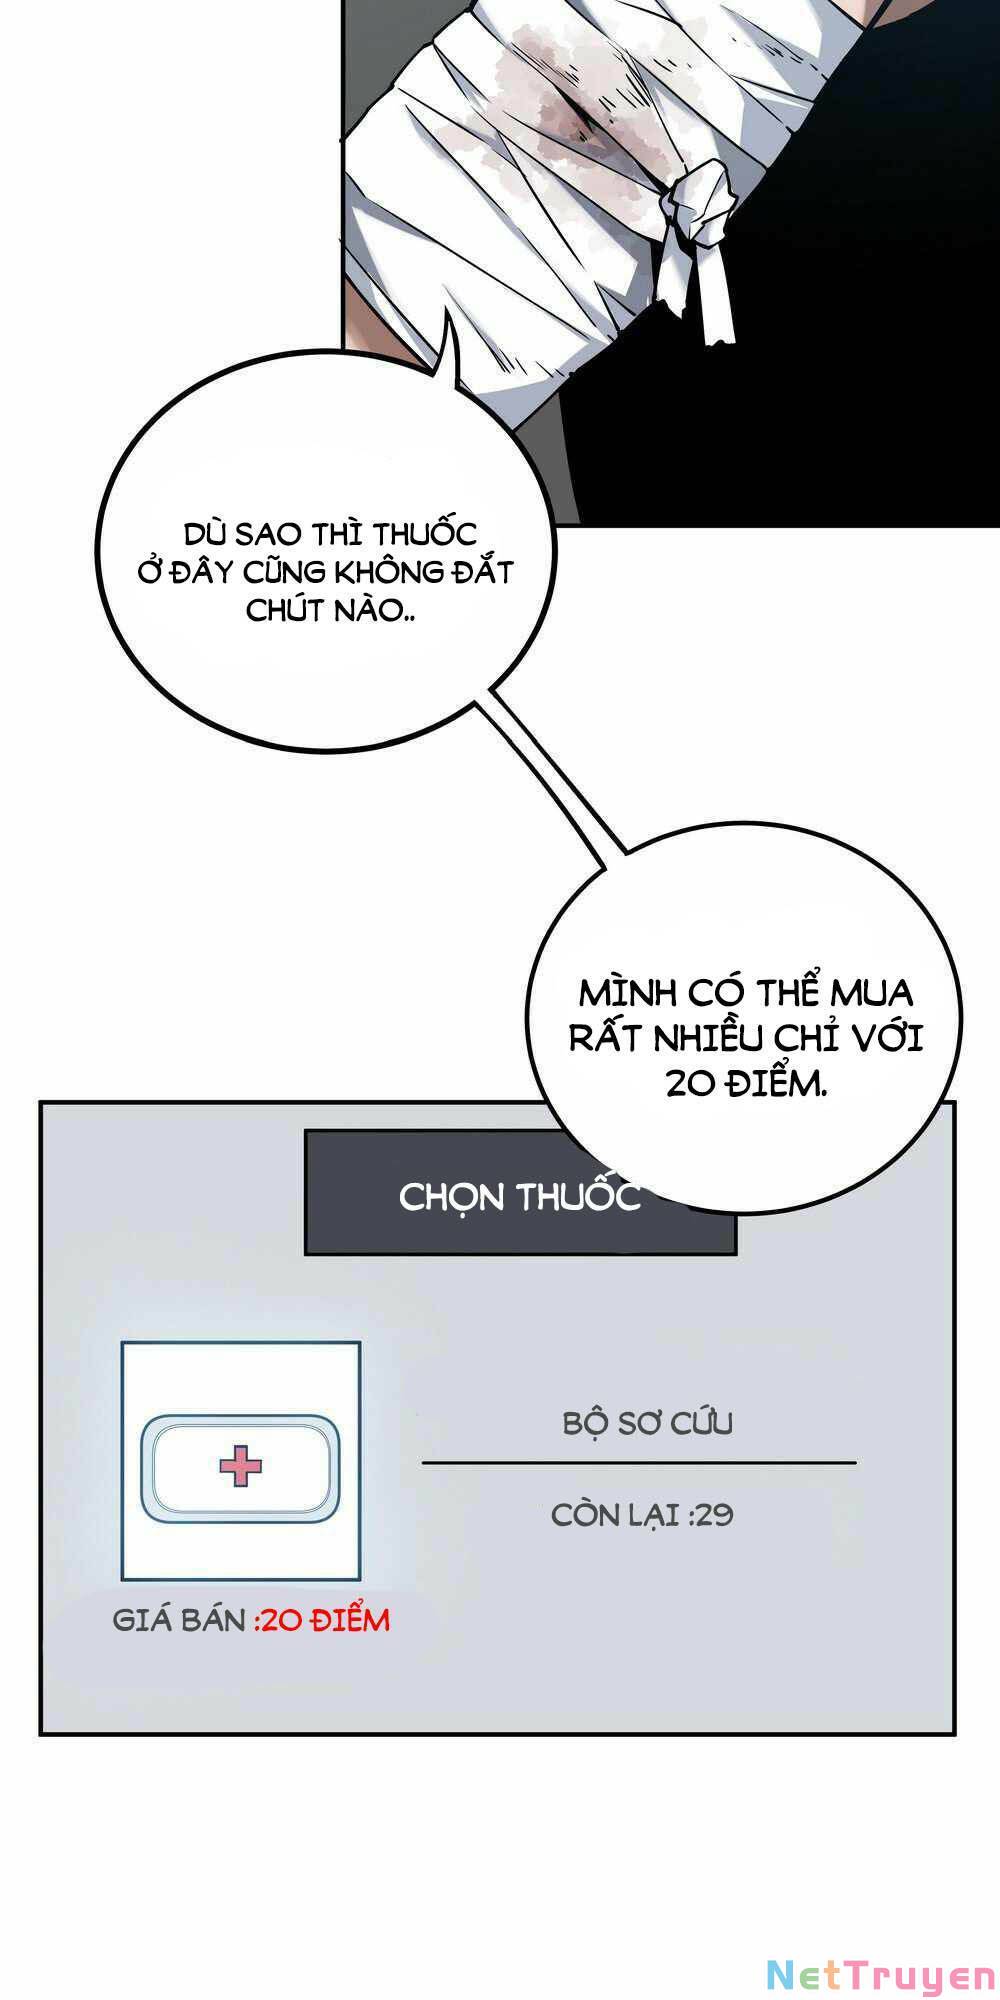 DÙ SAO THÌ THUỐC
Ở ĐÂY CŨNG KHÔNG ĐẮT
CHÚT NÀO..
MÌNH CÓ THỂ MUA
RẤT NHIỀU CHỈ VỚI
20 ĐIỂM.
CHỌN THUỐC
BỘ SƠ CỨU
CÒN LẠI :29
GIÁ BÁN :20 ĐIỂM
NetTruyen